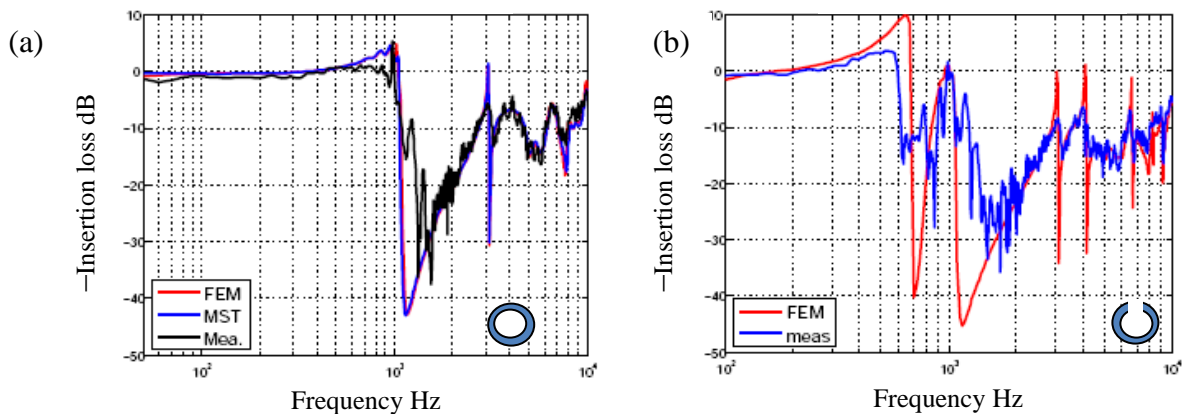 (a)
−Insertion loss dB
10
0
−10
−20
−30
−40
−50
FEM
MST
Mea.
10²
10³
10⁴
Frequency Hz
(b)
−Insertion loss dB
10
0
−10
−20
−30
−40
−50
FEM
meas
10²
10³
10⁴
Frequency Hz